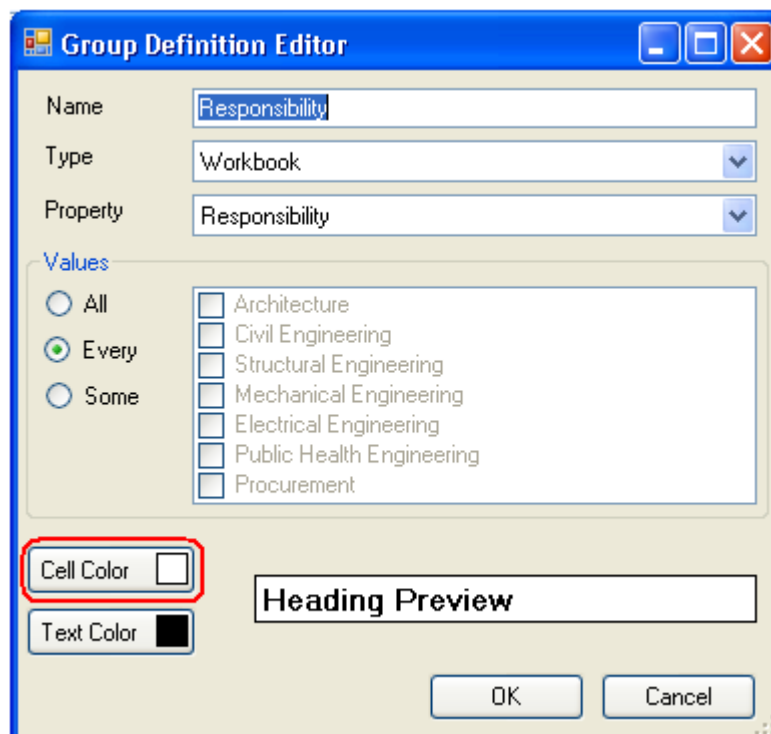 Group Definition Editor
Name
Responsibility
Type
Workbook
Property
Responsibility
Values
All
Every
Some
Architecture
Civil Engineering
Structural Engineering
Mechanical Engineering
Electrical Engineering
Public Health Engineering
Procurement
Cell Color
Heading Preview
Text Color
OK
Cancel